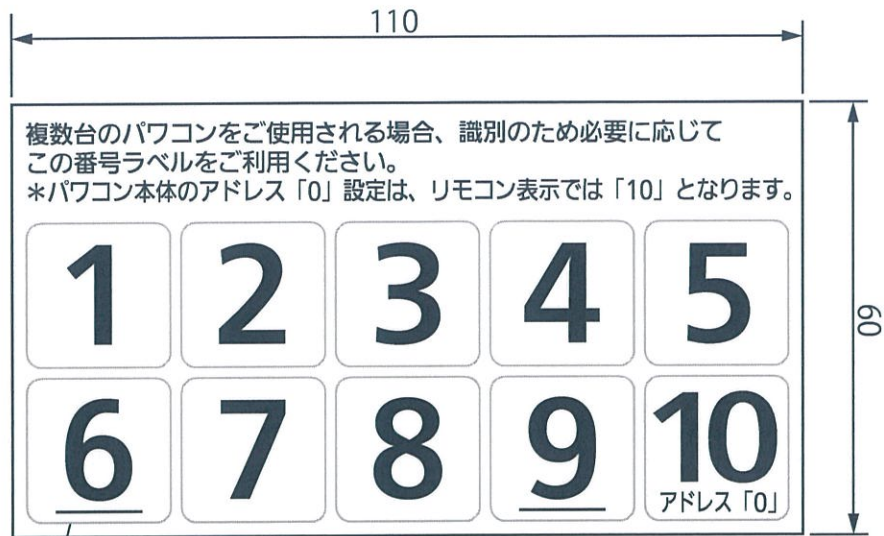 110
複数台のパワコンをご使用される場合、識別のため必要に応じて
この番号ラベルをご利用ください。
＊パワコン本体のアドレス「0」設定は、リモコン表示では「10」となります。
1 2 3 4 5
60
6 7 8 9 10
アドレス「0」